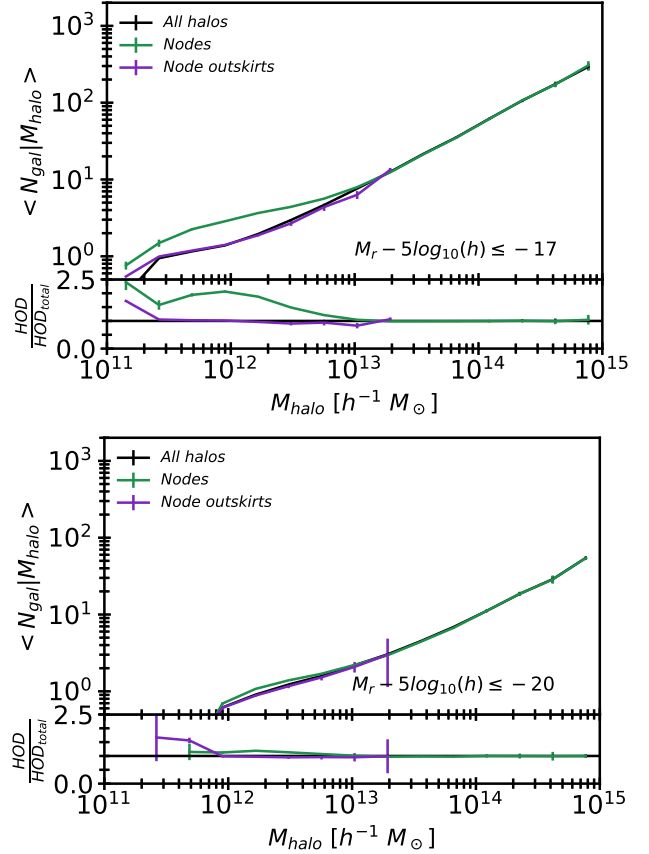 10³
10²
10¹
10⁰
< N_gal|M_halo >
All halos
Nodes
Node outskirts
M_r − 5log₁₀(h) ≤ −17
2.5
0.0
HOD
HOD_total
10¹¹ 10¹² 10¹³ 10¹⁴ 10¹⁵
M_halo [h⁻¹ M_⊙]
10³
10²
10¹
10⁰
< N_gal|M_halo >
All halos
Nodes
Node outskirts
M_r − 5log₁₀(h) ≤ −20
2.5
0.0
HOD
HOD_total
10¹¹ 10¹² 10¹³ 10¹⁴ 10¹⁵
M_halo [h⁻¹ M_⊙]